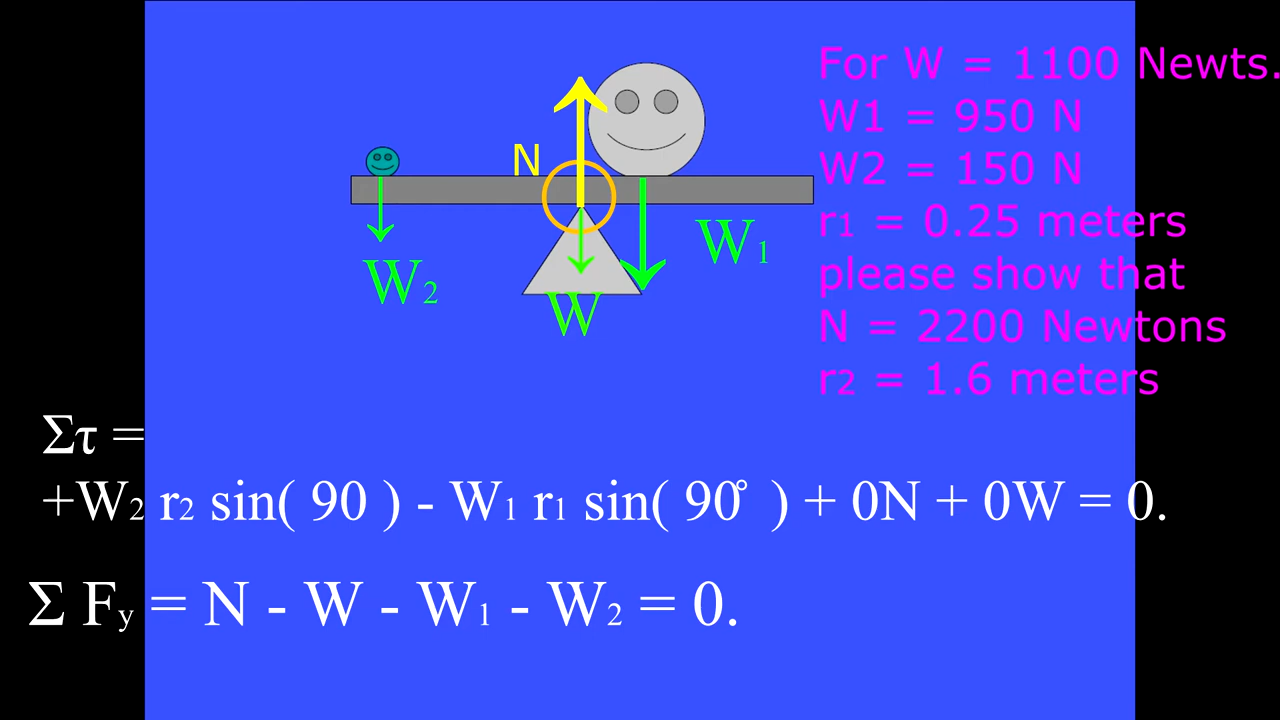 For W = 1100 Newts.
W1 = 950 N
W2 = 150 N
r1 = 0.25 meters
please show that
N = 2200 Newtons
r2 = 1.6 meters
N
W1
W2
W
Στ =
+W2 r2 sin( 90 ) - W1 r1 sin( 90° ) + 0N + 0W = 0.
Σ Fy = N - W - W1 - W2 = 0.